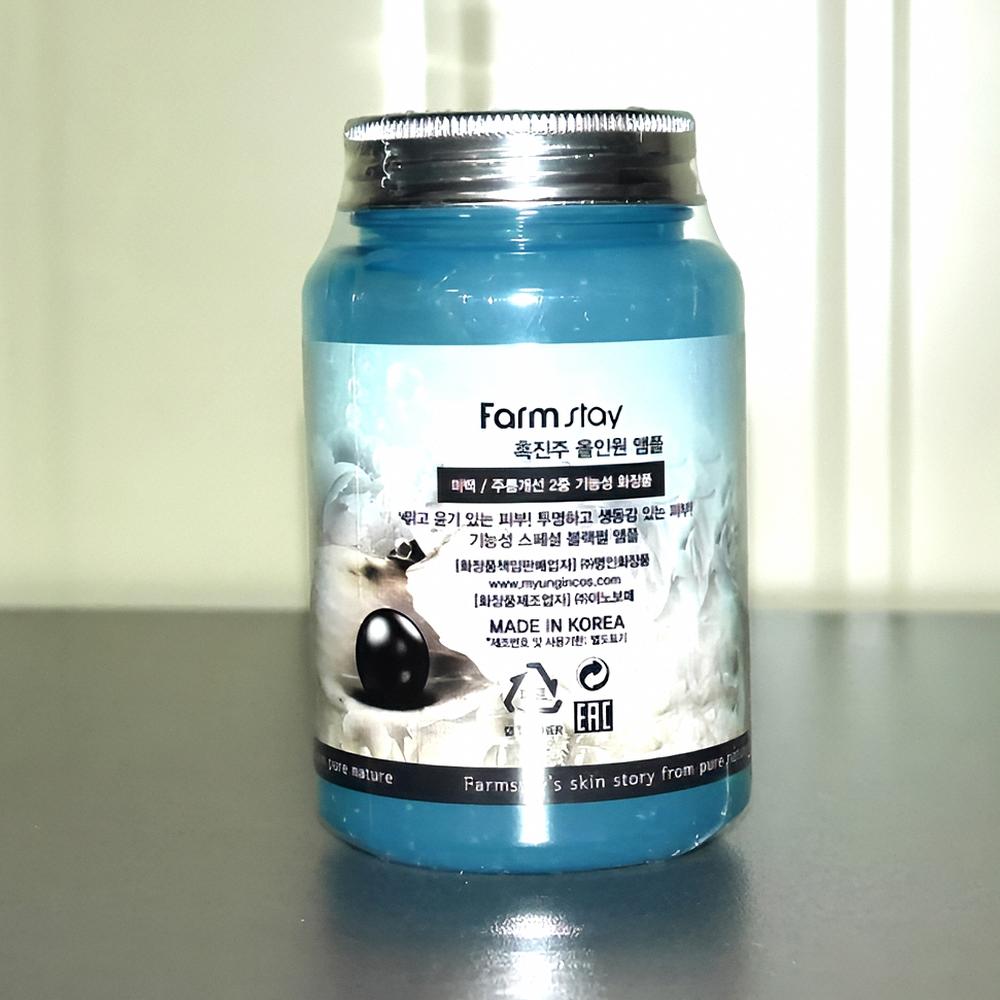 Farm stay
흑진주 올인원 앰플
미백 / 주름개선 2중 기능성 화장품
밝고 윤기 있는 피부! 투명하고 생동감 있는 피부!
기능성 스페셜 블랙펄 앰플
[화장품책임판매업자] ㈜명인화장품
www.myungincos.com
[화장품제조업자] ㈜이노보떼
MADE IN KOREA
*제조번호 및 사용기한: 별도표기
EAC
pure nature
Farmstay's skin story from pure